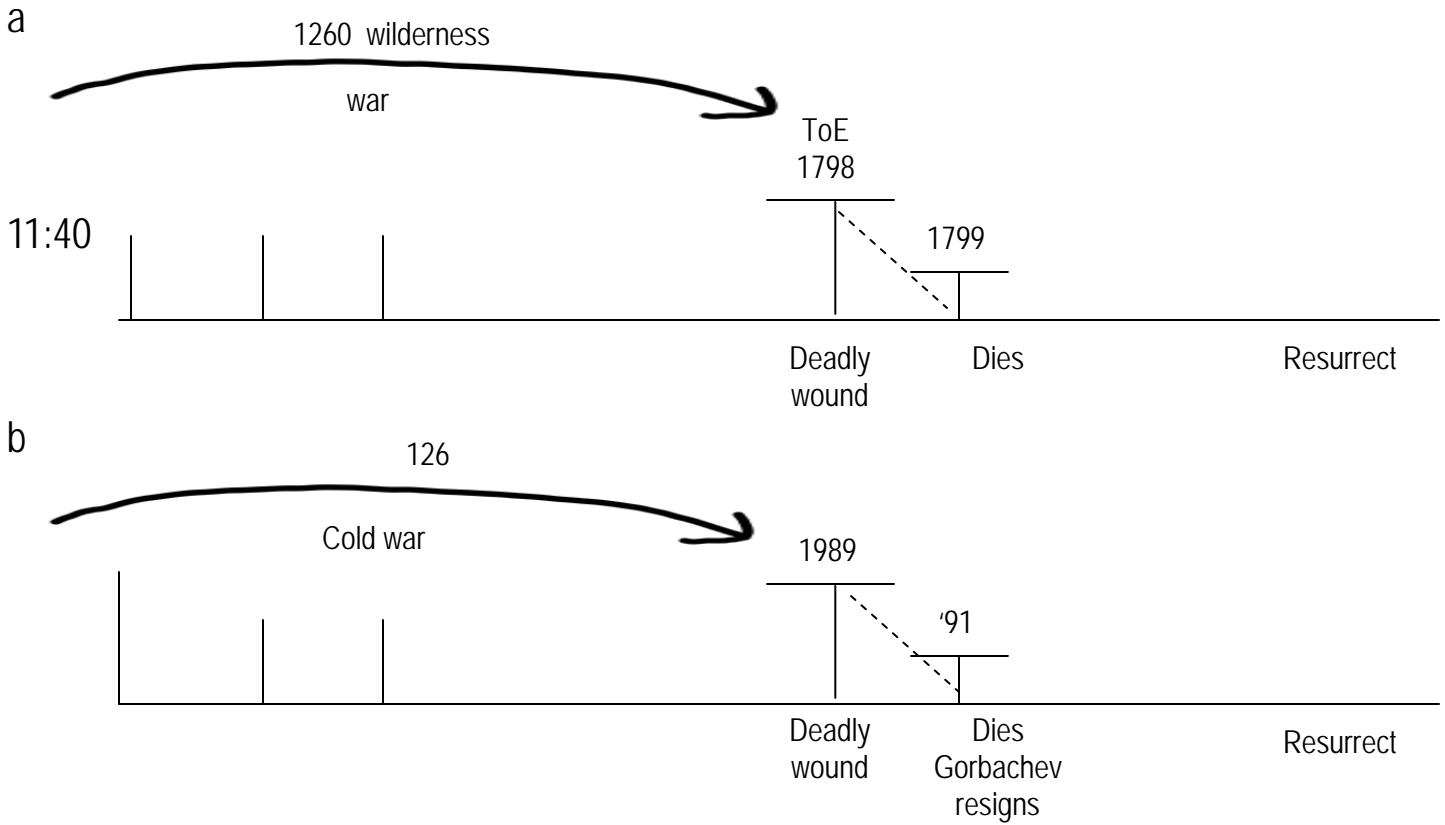 a
1260 wilderness
war
ToE
1798
11:40
1799
Deadly
wound
Dies
Resurrect
b
126
Cold war
1989
‘91
Deadly
wound
Dies
Gorbachev
resigns
Resurrect